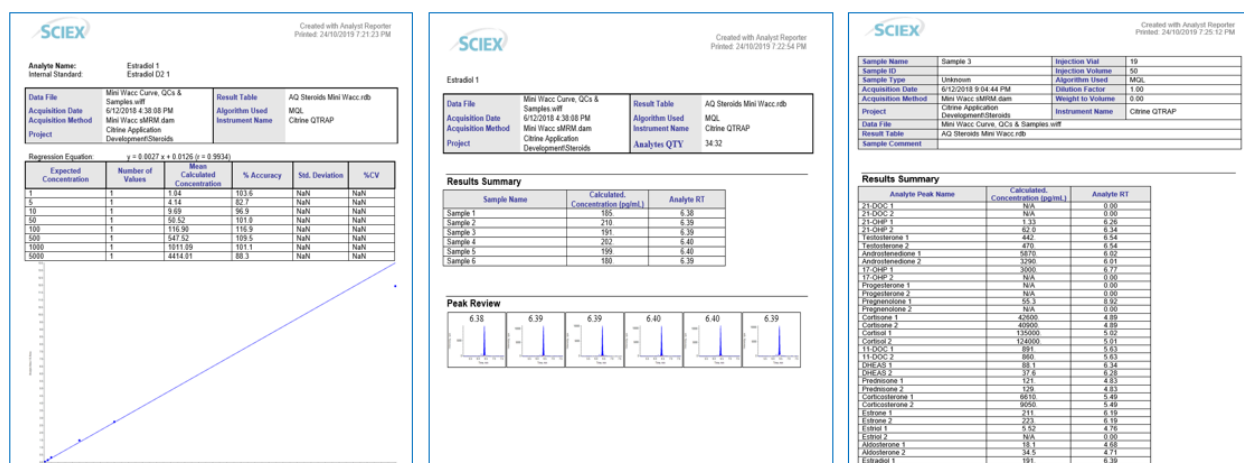 SCIEX
Created with Analyst Reporter
Printed: 24/10/2019 7:21:23 PM
Analyte Name: Estradiol 1
Internal Standard: Estradiol D2 1
Data File Mini Wacc Curve, QCs & Samples.wiff Result Table AQ Steroids Mini Wacc.rdb
Acquisition Date 6/12/2018 4:38:08 PM Algorithm Used MQL
Acquisition Method Mini Wacc sMRM.dam Instrument Name Citrine QTRAP
Project Citrine Application Development\Steroids
Regression Equation: y = 0.0027 x + 0.0126 (r = 0.9934)
Expected Concentration Number of Values Mean Calculated Concentration % Accuracy Std. Deviation %CV
1 1 1.04 103.6 NaN NaN
5 1 4.14 82.7 NaN NaN
10 1 9.69 96.9 NaN NaN
50 1 50.52 101.0 NaN NaN
100 1 116.90 116.9 NaN NaN
500 1 547.52 109.5 NaN NaN
1000 1 1011.09 101.1 NaN NaN
5000 1 4414.01 88.3 NaN NaN
SCIEX
Created with Analyst Reporter
Printed: 24/10/2019 7:22:54 PM
Estradiol 1
Data File Mini Wacc Curve, QCs & Samples.wiff Result Table AQ Steroids Mini Wacc.rdb
Acquisition Date 6/12/2018 4:38:08 PM Algorithm Used MQL
Acquisition Method Mini Wacc sMRM.dam Instrument Name Citrine QTRAP
Project Citrine Application Development\Steroids Analytes QTY 34:32
Results Summary
Sample Name Calculated. Concentration (pg/mL) Analyte RT
Sample 1 185. 6.38
Sample 2 210. 6.39
Sample 3 191. 6.39
Sample 4 202. 6.40
Sample 5 199. 6.40
Sample 6 180. 6.39
Peak Review
6.38 6.39 6.39 6.40 6.40 6.39
SCIEX
Created with Analyst Reporter
Printed: 24/10/2019 7:25:12 PM
Sample Name Sample 3 Injection Vial 19
Sample ID Injection Volume 50
Sample Type Unknown Algorithm Used MQL
Acquisition Date 6/12/2018 9:04:44 PM Dilution Factor 1.00
Acquisition Method Mini Wacc sMRM.dam Weight to Volume 0.00
Project Citrine Application Development\Steroids Instrument Name Citrine QTRAP
Data File Mini Wacc Curve, QCs & Samples.wiff
Result Table AQ Steroids Mini Wacc.rdb
Sample Comment
Results Summary
Analyte Peak Name Calculated. Concentration (pg/mL) Analyte RT
21-DOC 1 N/A 0.00
21-DOC 2 N/A 0.00
21-OHP 1 1.33 6.26
21-OHP 2 62.0 6.34
Testosterone 1 442. 6.54
Testosterone 2 470. 6.54
Androstenedione 1 5870. 6.02
Androstenedione 2 3290. 6.01
17-OHP 1 3000. 6.77
17-OHP 2 N/A 0.00
Progesterone 1 N/A 0.00
Progesterone 2 N/A 0.00
Pregnenolone 1 55.3 8.92
Pregnenolone 2 N/A 0.00
Cortisone 1 42600. 4.89
Cortisone 2 40900. 4.89
Cortisol 1 135000. 5.02
Cortisol 2 124000. 5.01
11-DOC 1 891. 5.63
11-DOC 2 860. 5.63
DHEAS 1 88.1 6.34
DHEAS 2 37.6 6.28
Prednisone 1 121. 4.83
Prednisone 2 129. 4.83
Corticosterone 1 6610. 5.49
Corticosterone 2 9050. 5.49
Estrone 1 211. 6.19
Estrone 2 223. 6.19
Estriol 1 5.52 4.76
Estriol 2 N/A 0.00
Aldosterone 1 18.1 4.68
Aldosterone 2 34.5 4.71
Estradiol 1 191. 6.39